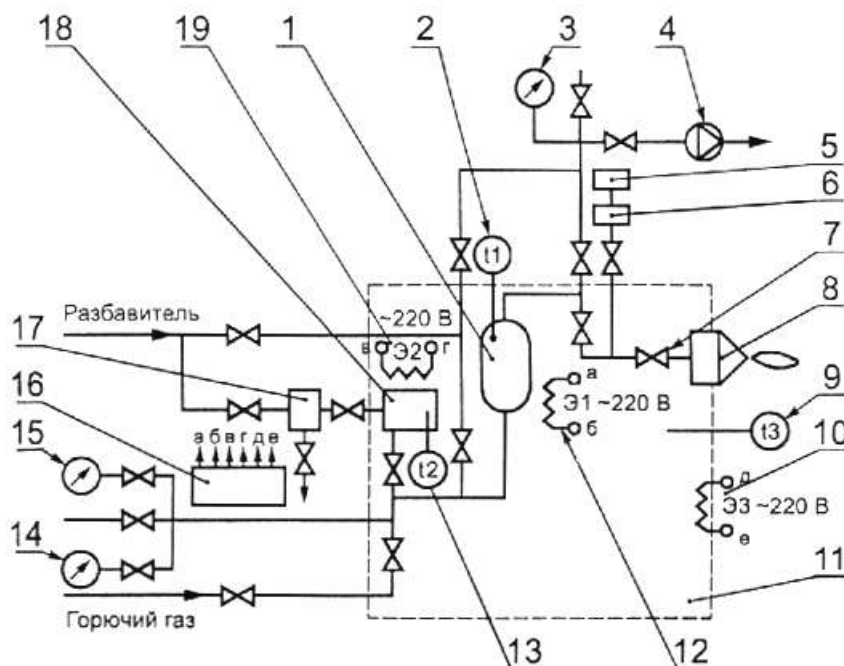 18
19
1
2
3
4
5
6
7
8
9
10
11
t1
Разбавитель
~220 В
в Э2 г
17
18
а
Э1 ~220 В
б
16
15
а б в г д е
t2
t3
д
Э3 ~220 В
е
14
Горючий газ
13
12